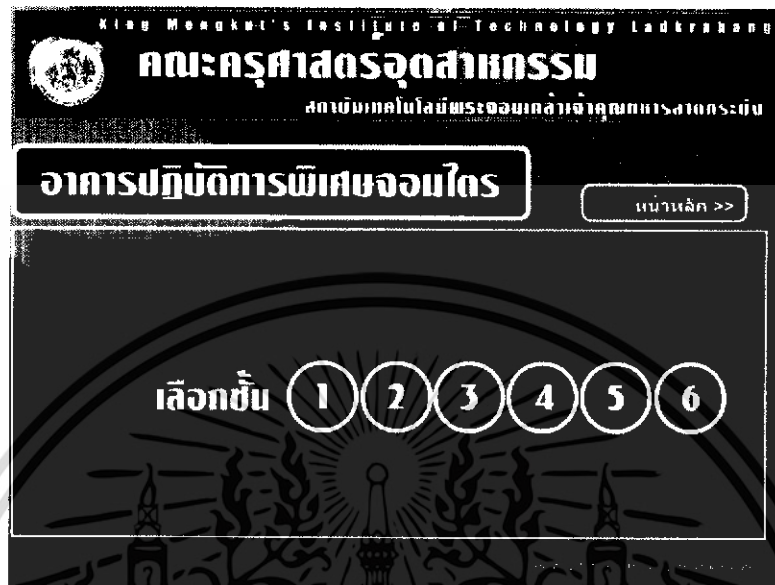 King Mongkut's Institute of Technology Ladkrabang
คณะครุศาสตร์อุตสาหกรรม
สถาบันเทคโนโลยีพระจอมเกล้าเจ้าคุณทหารลาดกระบัง
อาคารปฏิบัติการพิเศษจอมไตร
หน้าหลัก >>
เลือกชั้น 1 2 3 4 5 6